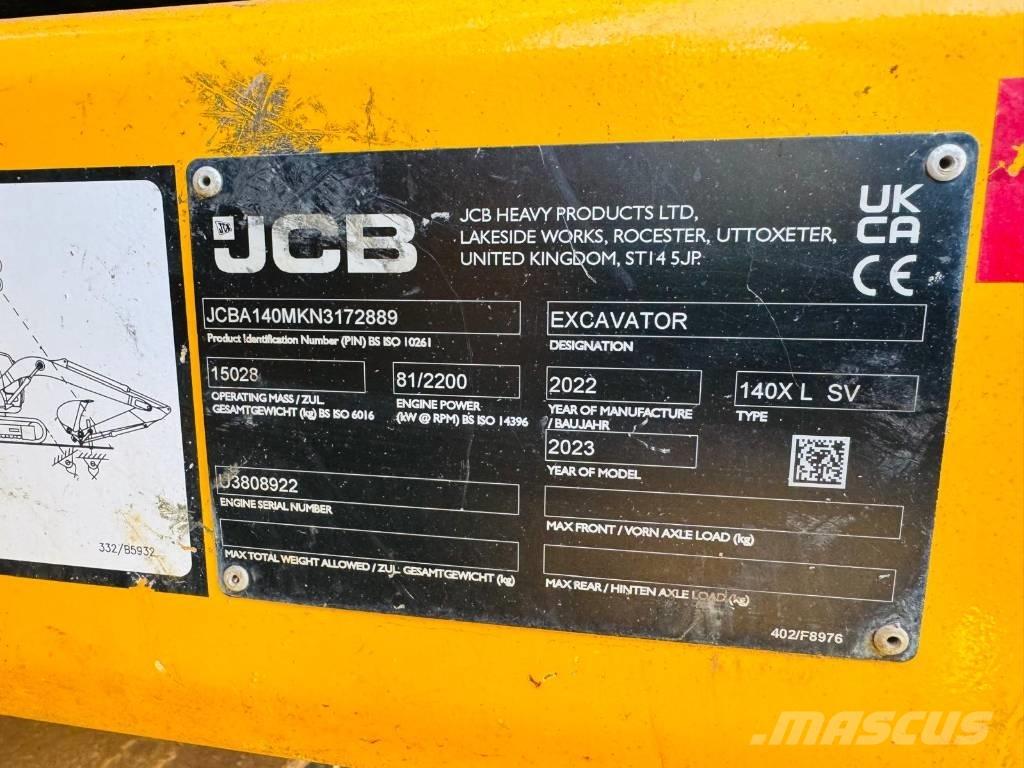 JCB
JCB HEAVY PRODUCTS LTD,
LAKESIDE WORKS, ROCESTER, UTTOXETER,
UNITED KINGDOM, ST14 5JP.
UK
CA
CE
JCBA140MKN3172889
Product Identification Number (PIN) BS ISO 10261
EXCAVATOR
DESIGNATION
15028
OPERATING MASS / ZUL.
GESAMTGEWICHT (kg) BS ISO 6016
81/2200
ENGINE POWER
(kW @ RPM) BS ISO 14396
2022
YEAR OF MANUFACTURE
/ BAUJAHR
140X L SV
TYPE
2023
YEAR OF MODEL
U3808922
ENGINE SERIAL NUMBER
MAX FRONT / VORN AXLE LOAD (kg)
MAX TOTAL WEIGHT ALLOWED / ZUL. GESAMTGEWICHT (kg)
MAX REAR / HINTEN AXLE LOAD (kg)
402/F8976
332/B5932
MASCUS